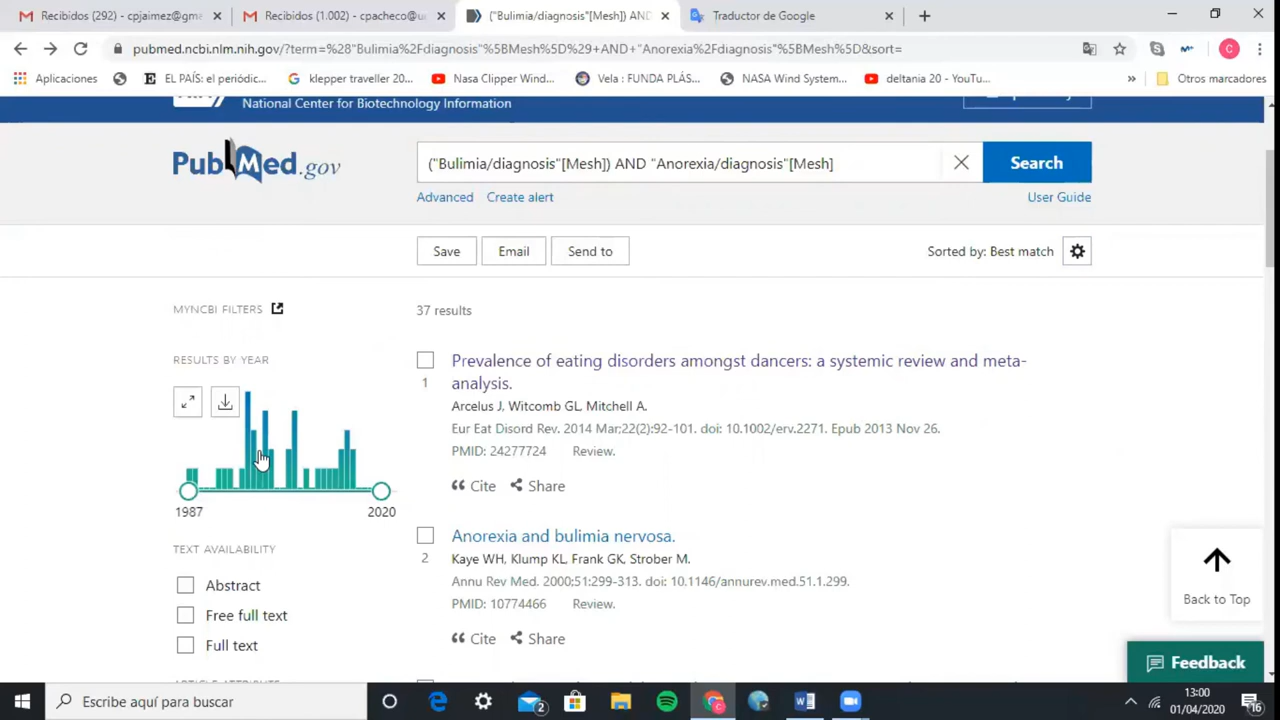 Recibidos (292) - cpjaimez@gm
Recibidos (1.002) - cpacheco@u
("Bulimia/diagnosis"[Mesh]) AND
Traductor de Google
pubmed.ncbi.nlm.nih.gov/?term=%28"Bulimia%2Fdiagnosis"%5BMesh%5D%29+AND+"Anorexia%2Fdiagnosis"%5BMesh%5D&sort=
Aplicaciones
EL PAÍS: el periódic...
klepper traveller 20...
Nasa Clipper Win...
Vela : FUNDA PLÁS...
NASA Wind System...
deltania 20 - YouTu...
»
Otros marcadores
National Center for Biotechnology Information
PubMed.gov
("Bulimia/diagnosis"[Mesh]) AND "Anorexia/diagnosis"[Mesh]
Search
Advanced
Create alert
User Guide
Save
Email
Send to
Sorted by: Best match
MYNCBI FILTERS
37 results
RESULTS BY YEAR
1987
2020
TEXT AVAILABILITY
Abstract
Free full text
Full text
Prevalence of eating disorders amongst dancers: a systemic review and meta-
analysis.
1
Arcelus J, Witcomb GL, Mitchell A.
Eur Eat Disord Rev. 2014 Mar;22(2):92-101. doi: 10.1002/erv.2271. Epub 2013 Nov 26.
PMID: 24277724 Review.
Cite
Share
Anorexia and bulimia nervosa.
2
Kaye WH, Klump KL, Frank GK, Strober M.
Annu Rev Med. 2000;51:299-313. doi: 10.1146/annurev.med.51.1.299.
PMID: 10774466 Review.
Cite
Share
Back to Top
Feedback
Escribe aquí para buscar
2
13:00
01/04/2020
16